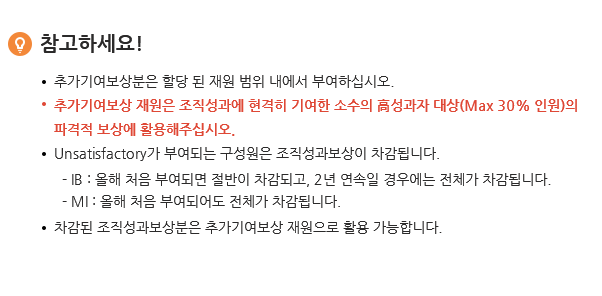 참고하세요!
• 추가기여보상분은 할당 된 재원 범위 내에서 부여하십시오.
• 추가기여보상 재원은 조직성과에 현격히 기여한 소수의 高성과자 대상(Max 30% 인원)의
파격적 보상에 활용해주십시오.
• Unsatisfactory가 부여되는 구성원은 조직성과보상이 차감됩니다.
- IB : 올해 처음 부여되면 절반이 차감되고, 2년 연속일 경우에는 전체가 차감됩니다.
- MI : 올해 처음 부여되어도 전체가 차감됩니다.
• 차감된 조직성과보상분은 추가기여보상 재원으로 활용 가능합니다.